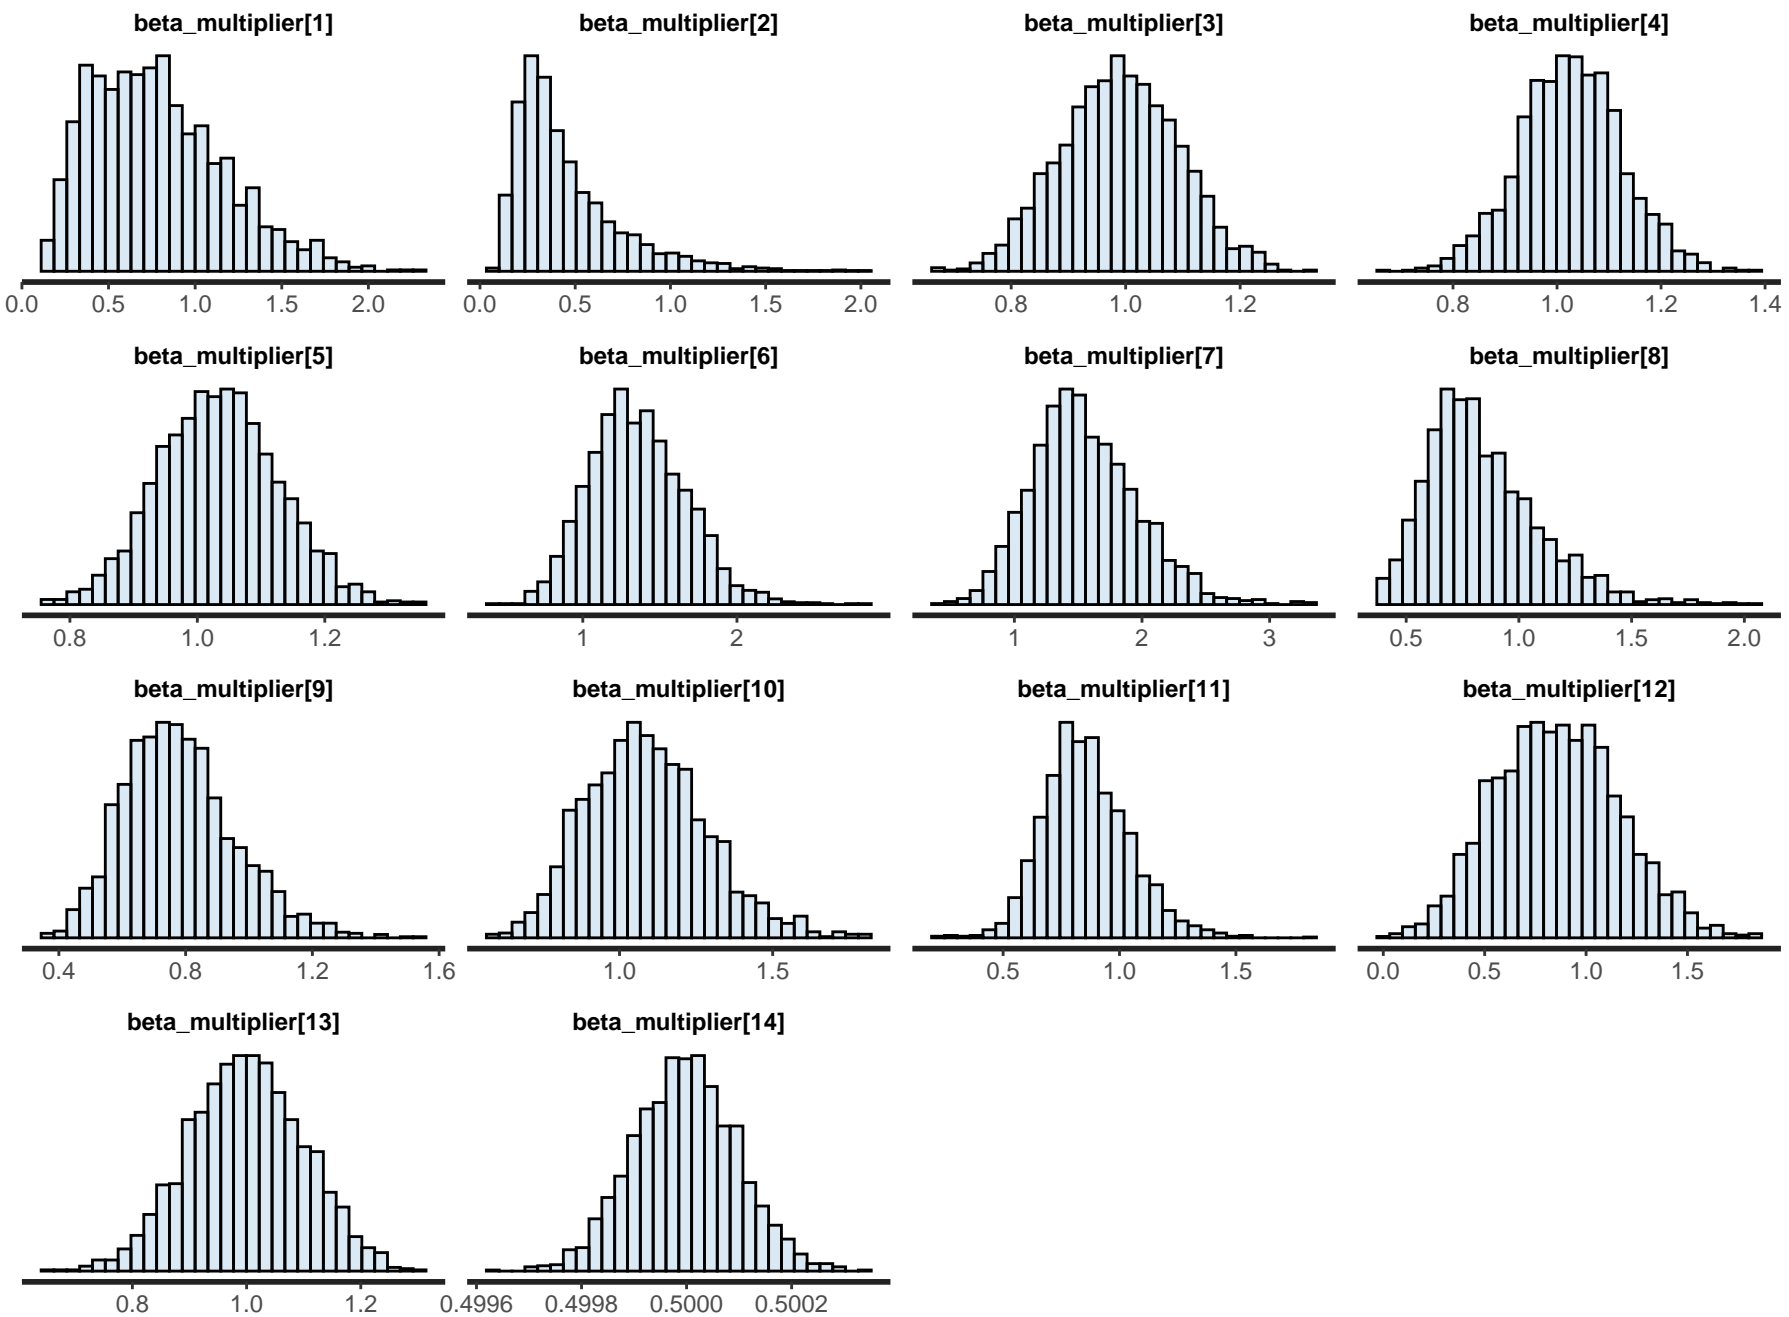 beta_multiplier[1] beta_multiplier[2] beta_multiplier[3] beta_multiplier[4]
0.0 0.5 1.0 1.5 2.0 0.0 0.5 1.0 1.5 2.0 0.8 1.0 1.2 0.8 1.0 1.2 1.4
beta_multiplier[5] beta_multiplier[6] beta_multiplier[7] beta_multiplier[8]
0.8 1.0 1.2 1 2 1 2 3 0.5 1.0 1.5 2.0
beta_multiplier[9] beta_multiplier[10] beta_multiplier[11] beta_multiplier[12]
0.4 0.8 1.2 1.6 1.0 1.5 0.5 1.0 1.5 0.0 0.5 1.0 1.5
beta_multiplier[13] beta_multiplier[14]
0.8 1.0 1.2 0.4996 0.4998 0.5000 0.5002